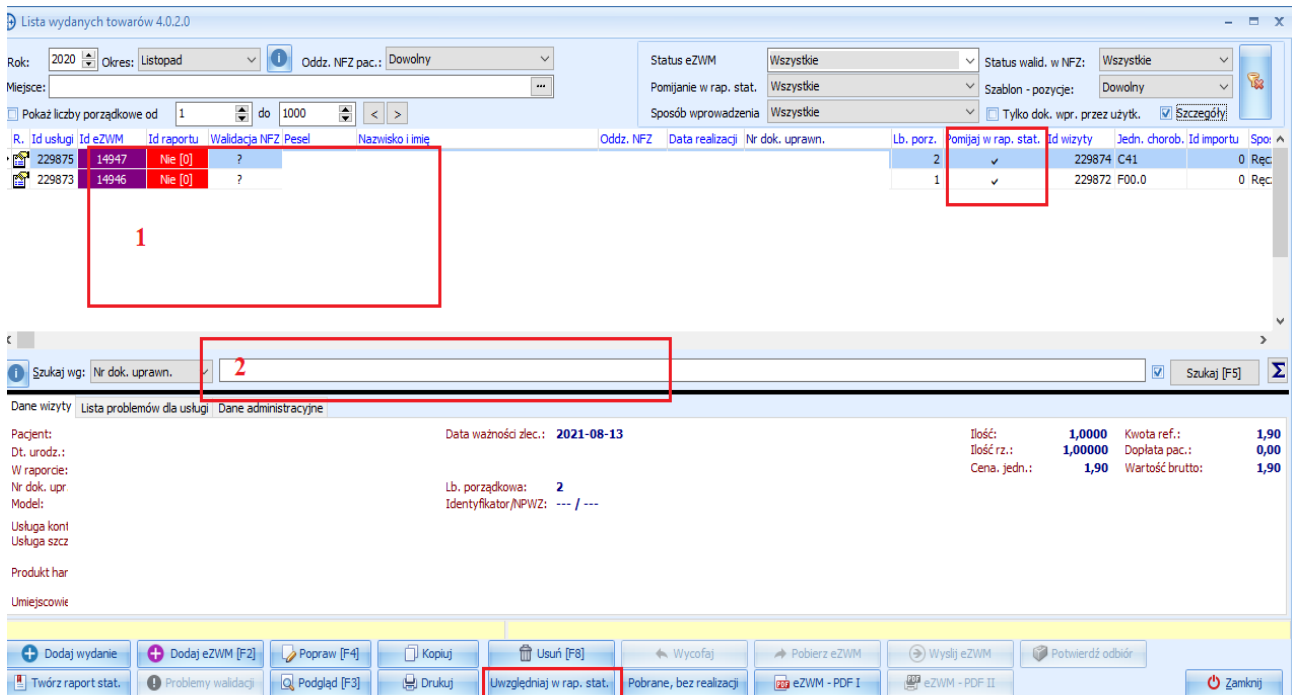 Lista wydanych towarów 4.0.2.0
Rok: 2020 Okres: Listopad Oddz. NFZ pac.: Dowolny Status eZWM Wszystkie Status walid. w NFZ: Wszystkie
Miejsce: ... Pomijanie w rap. stat. Wszystkie Szablon - pozycje: Dowolny
Pokaż liczby porządkowe od 1 do 1000 < > Sposób wprowadzenia Wszystkie Tylko dok. wpr. przez użytk. Szczegóły
R. Id usługi Id eZWM Id raportu Walidacja NFZ Pesel Nazwisko i imię Oddz. NFZ Data realizacji Nr dok. uprawn. Lb. porz. Pomijaj w rap. stat. Id wizyty Jedn. chorob. Id importu Spo:
229875 14947 Nie [0] ? 2 229874 C41 0 Ręc:
229873 14946 Nie [0] ? 1 229872 F00.0 0 Ręc:
1
Szukaj wg: Nr dok. uprawn. 2 Szukaj [F5] Σ
Dane wizyty Lista problemów dla usługi Dane administracyjne
Pacjent: Data ważności zlec.: 2021-08-13 Ilość: 1,0000 Kwota ref.: 1,90
Dt. urodz.: Ilość rz.: 1,00000 Dopłata pac.: 0,00
W raporcie: Cena. jedn.: 1,90 Wartość brutto: 1,90
Nr dok. upr Lb. porządkowa: 2
Model: Identyfikator/NPWZ: --- / ---
Usługa kont
Usługa szcz
Produkt har
Umiejscowie
Dodaj wydanie Dodaj eZWM [F2] Popraw [F4] Kopiuj Usuń [F8] Wycofaj Pobierz eZWM Wyslij eZWM Potwierdź odbiór
Twórz raport stat. Problemy walidacji Podgląd [F3] Drukuj Uwzględniaj w rap. stat. Pobrane, bez realizacji eZWM - PDF I eZWM - PDF II Zamknij